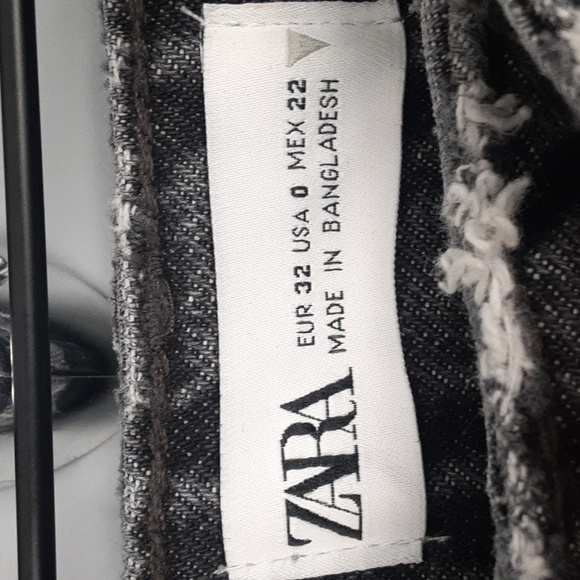 ZARA
EUR 32 USA 0 MEX 22
MADE IN BANGLADESH